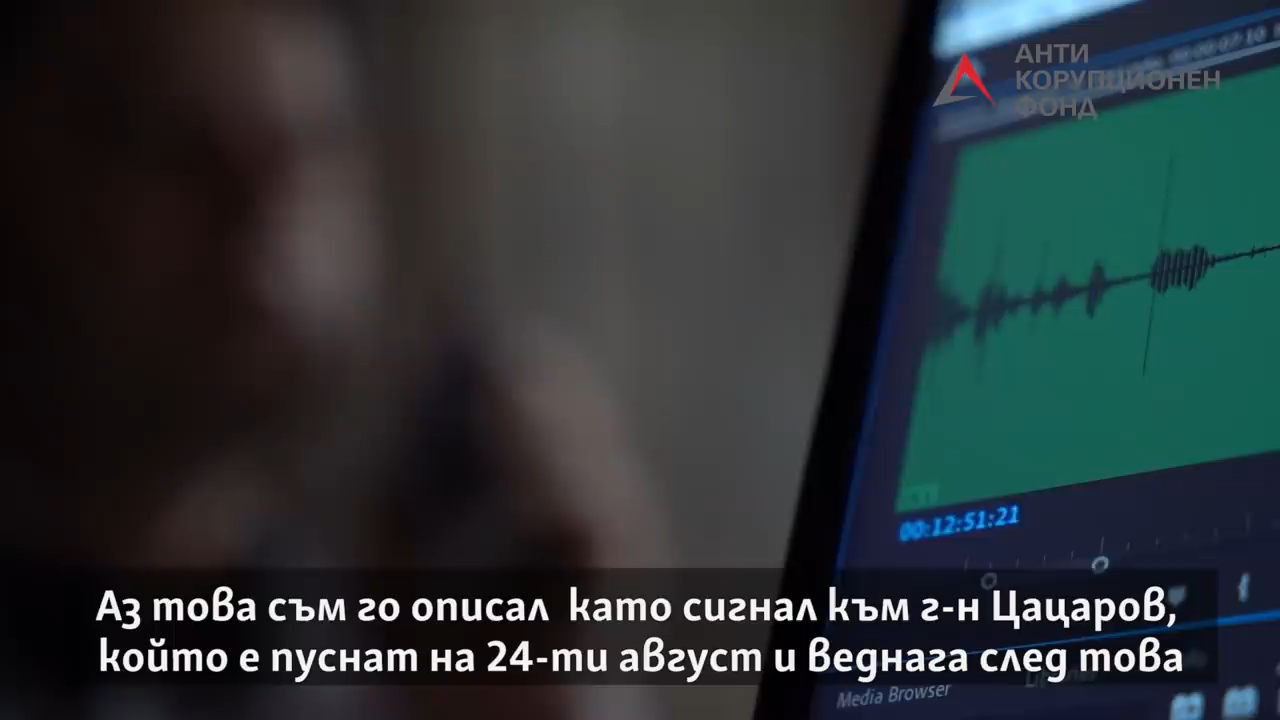 АНТИ
КОРУПЦИОНЕН
ФОНД
00:12:51:21
Аз това съм го описал като сигнал към г-н Цацаров,
който е пуснат на 24-ти август и веднага след това
Media Browser